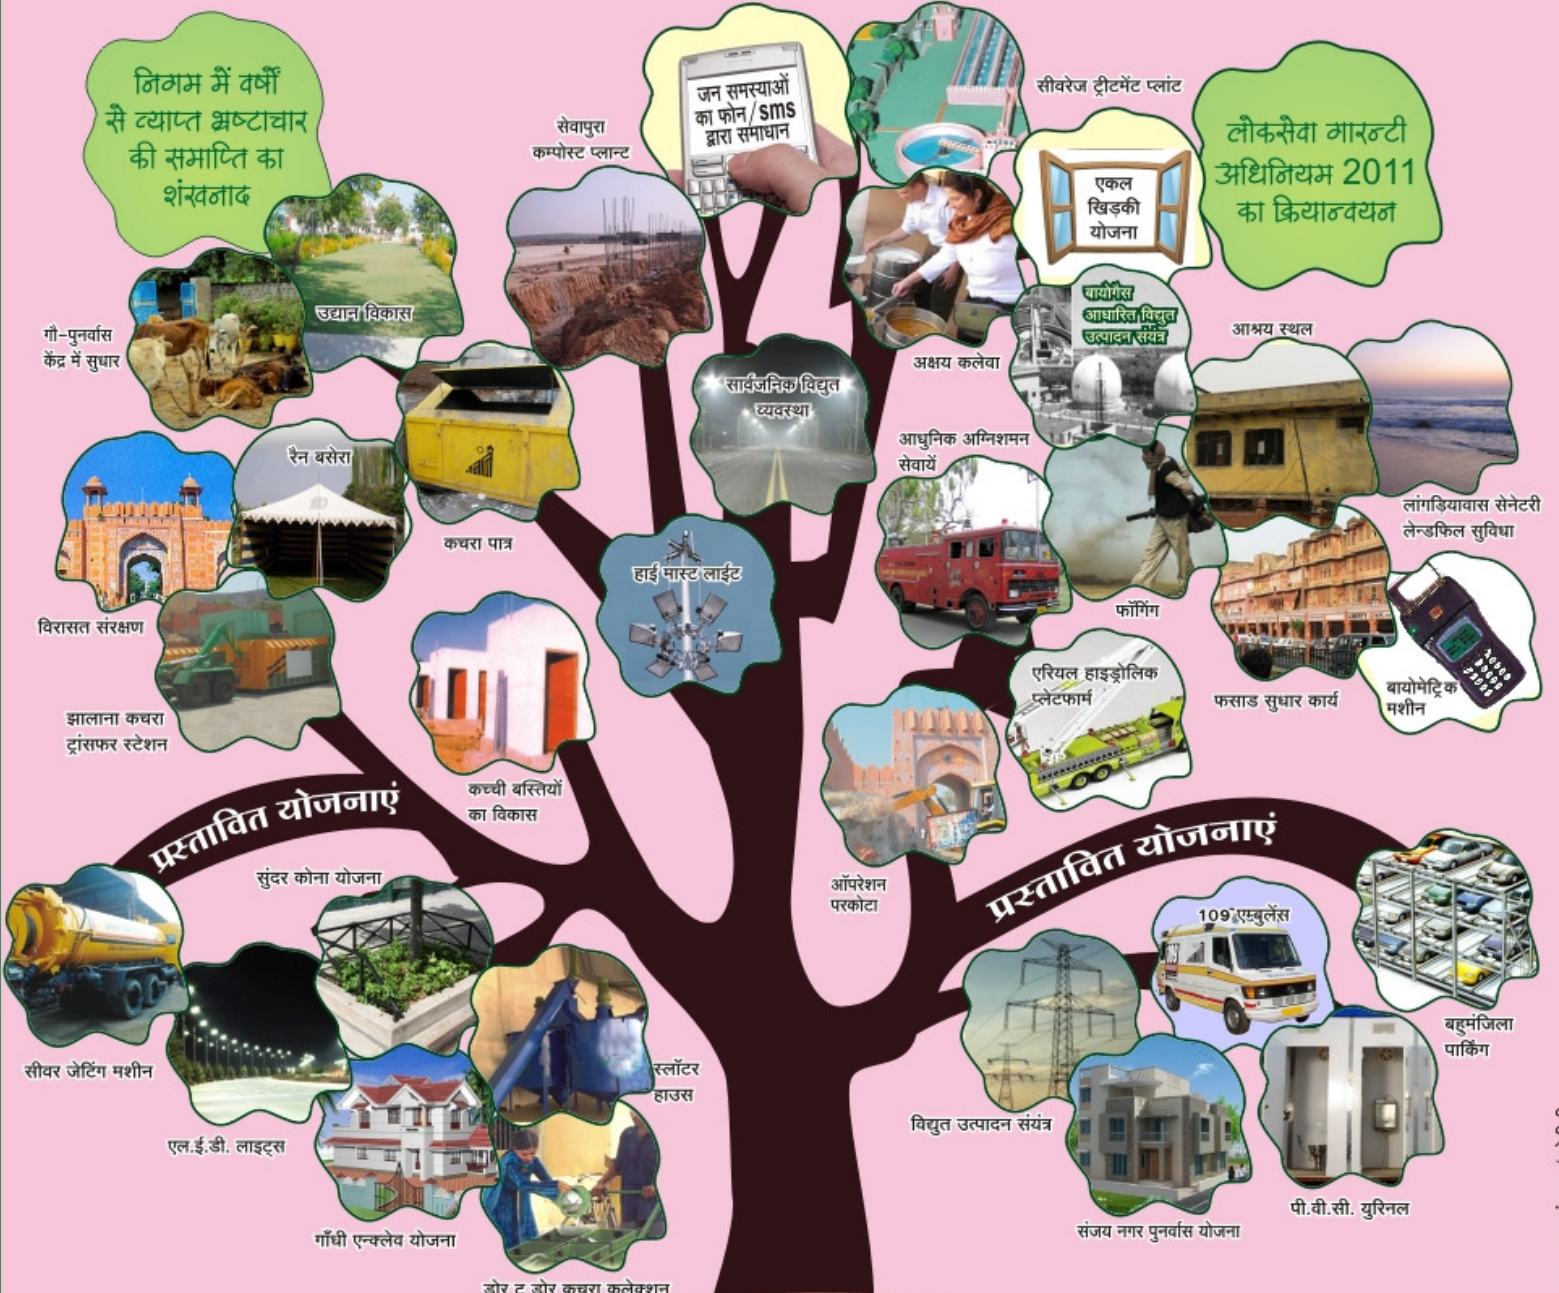 निगम में वर्षों
से व्याप्त भ्रष्टाचार
की समाप्ति का
शंखनाद
जन समस्याओं
का फोन/sms
द्वारा समाधान
सीवरेज ट्रीटमेंट प्लांट
लोकसेवा गारन्टी
अधिनियम 2011
का क्रियान्वयन
सेवापुरा
कम्पोस्ट प्लान्ट
एकल
खिड़की
योजना
उद्यान विकास
गौ-पुनर्वास
केंद्र में सुधार
अक्षय कलेवा
बायोगैस
आधारित विद्युत
उत्पादन संयंत्र
आश्रय स्थल
सार्वजनिक विद्युत
व्यवस्था
रैन बसेरा
कचरा पात्र
आधुनिक अग्निशमन
सेवायें
लांगड़ियावास सेनेटरी
लेन्डफिल सुविधा
हाई मास्ट लाईट
विरासत संरक्षण
फॉगिंग
झालाना कचरा
ट्रांसफर स्टेशन
एरियल हाइड्रोलिक
प्लेटफार्म
फसाड सुधार कार्य
बायोमेट्रिक
मशीन
कच्ची बस्तियों
का विकास
प्रस्तावित योजनाएं
ऑपरेशन
परकोटा
प्रस्तावित योजनाएं
सुंदर कोना योजना
109 एम्बुलेंस
बहुमंजिला
पार्किंग
सीवर जेटिंग मशीन
स्लॉटर
हाउस
एल.ई.डी. लाइट्स
विद्युत उत्पादन संयंत्र
गाँधी एन्क्लेव योजना
संजय नगर पुनर्वास योजना
पी.वी.सी. युरिनल
डोर टू डोर कचरा कलेक्शन